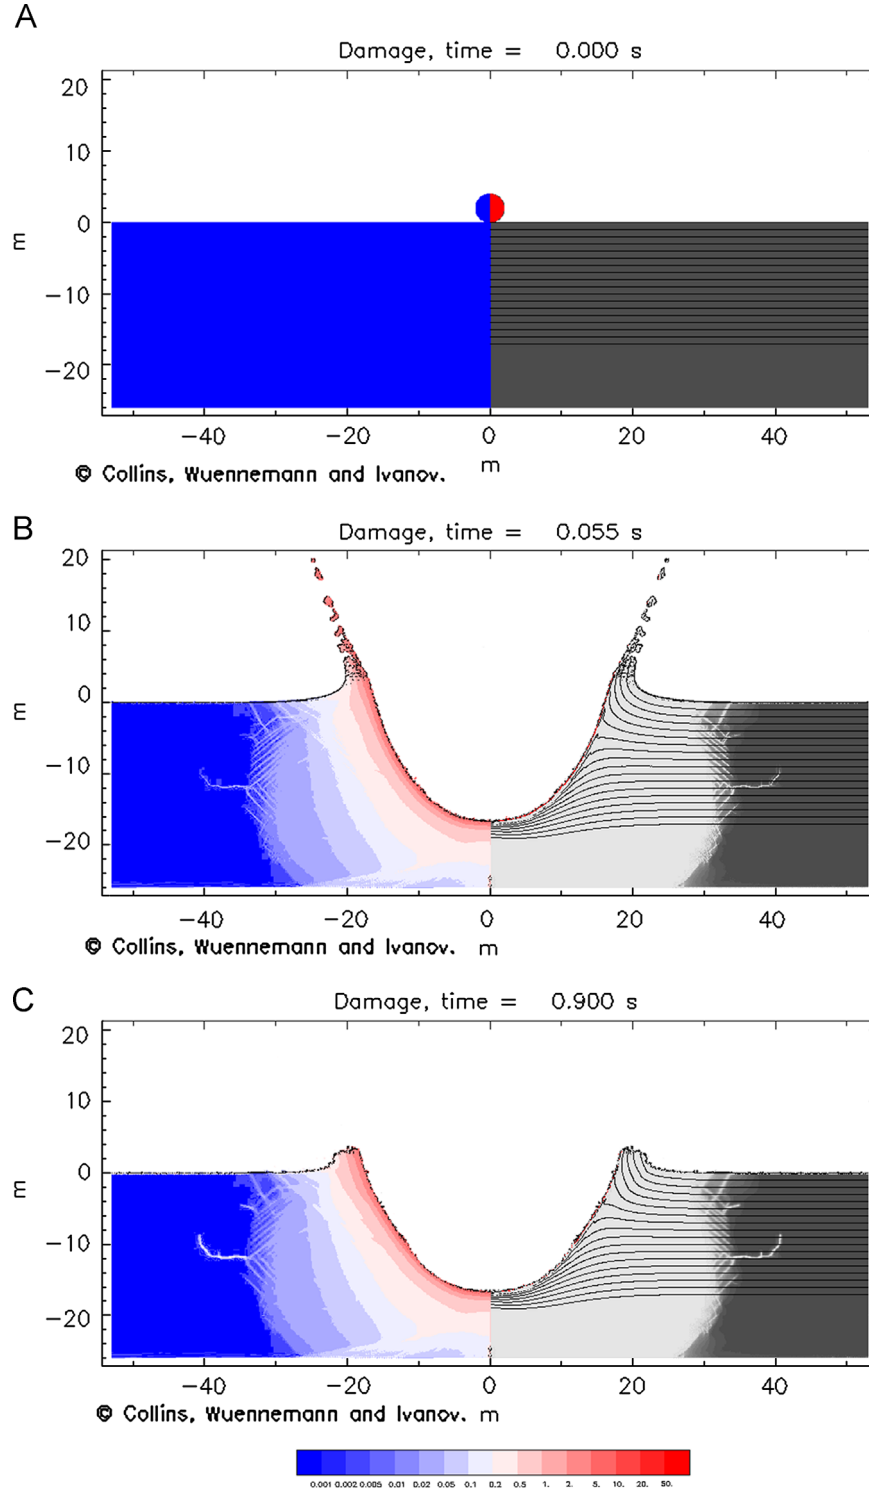 A
Damage, time = 0.000 s
20
10
0
−10
−20
m
−40 −20 0 20 40
m
© Collins, Wuennemann and Ivanov.
B
Damage, time = 0.055 s
20
10
0
−10
−20
m
−40 −20 0 20 40
© Collins, Wuennemann and Ivanov. m
C
Damage, time = 0.900 s
20
10
0
−10
−20
m
−40 −20 0 20 40
© Collins, Wuennemann and Ivanov. m
0.001 0.002 0.005 0.01 0.02 0.05 0.1 0.2 0.5 1. 2. 5. 10. 20. 50.